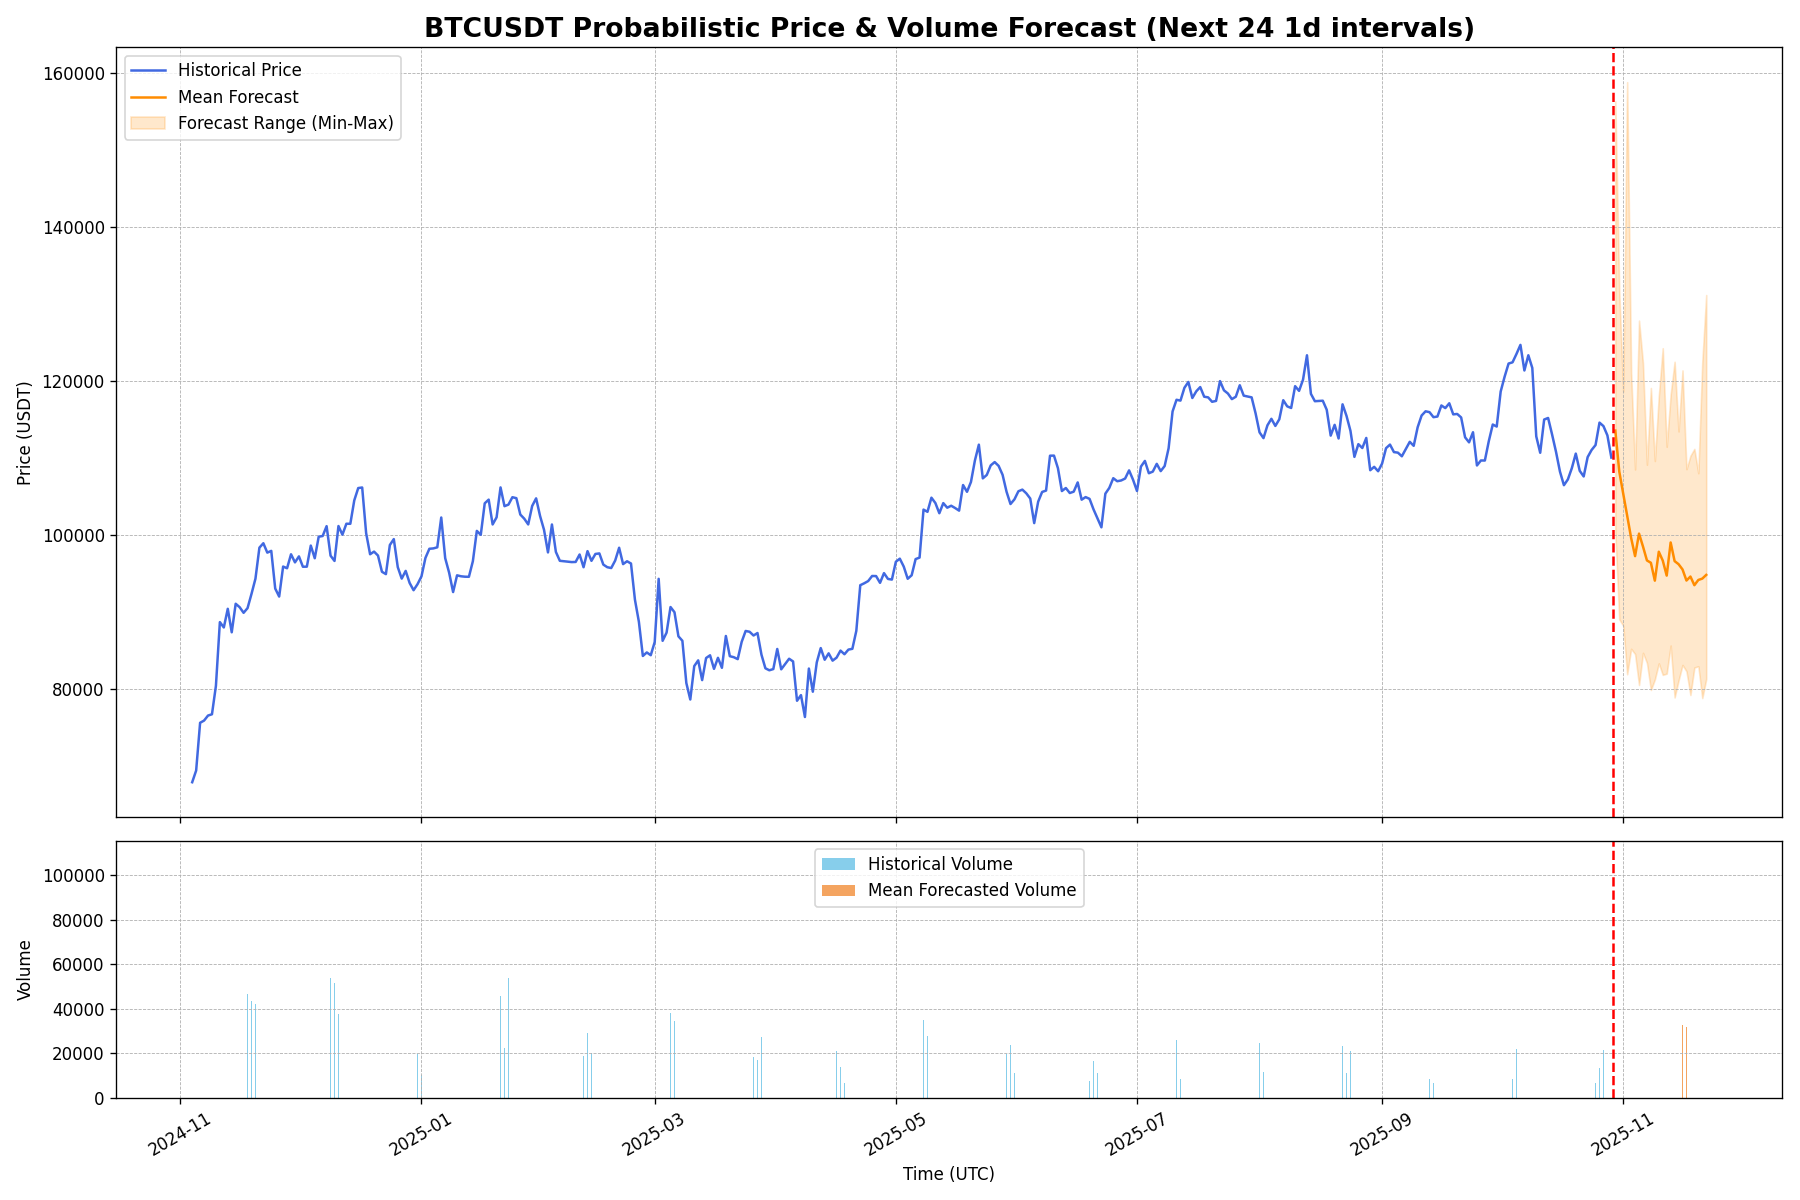 BTCUSDT Probabilistic Price & Volume Forecast (Next 24 1d intervals)
Historical Price
Mean Forecast
Forecast Range (Min-Max)
160000
140000
120000
100000
80000
Price (USDT)
Historical Volume
Mean Forecasted Volume
100000
80000
60000
40000
20000
0
Volume
2024-11
2025-01
2025-03
2025-05
2025-07
2025-09
2025-11
Time (UTC)